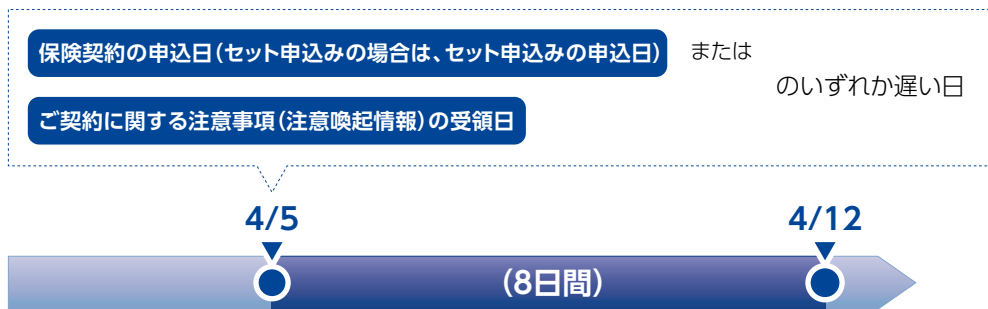 保険契約の申込日(セット申込みの場合は、セット申込みの申込日) または
のいずれか遅い日
ご契約に関する注意事項(注意喚起情報)の受領日
4/5 4/12
(8日間)